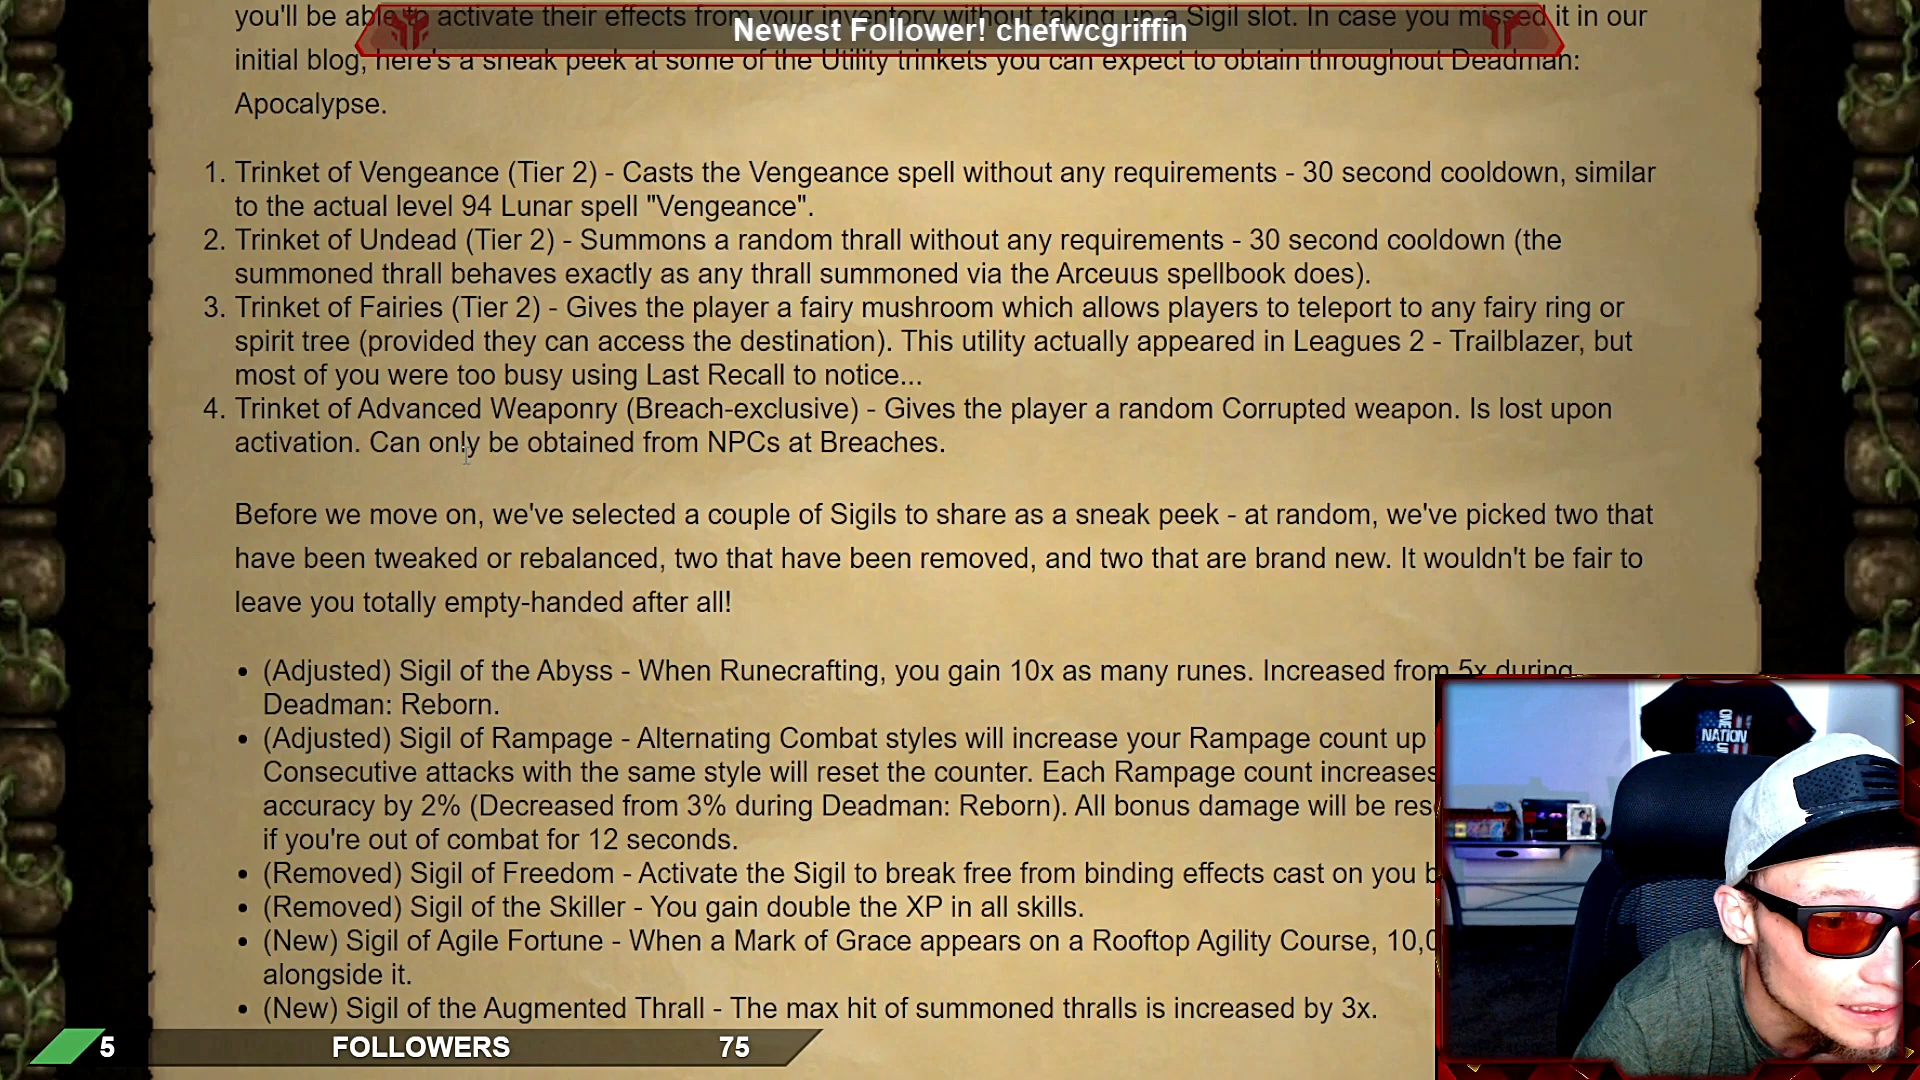 you'll be able to activate their effects from your inventory without taking up a Sigil slot. In case you missed it in our
Newest Follower! chefwcgriffin
initial blog, here's a sneak peek at some of the Utility trinkets you can expect to obtain throughout Deadman:
Apocalypse.
1. Trinket of Vengeance (Tier 2) - Casts the Vengeance spell without any requirements - 30 second cooldown, similar
to the actual level 94 Lunar spell "Vengeance".
2. Trinket of Undead (Tier 2) - Summons a random thrall without any requirements - 30 second cooldown (the
summoned thrall behaves exactly as any thrall summoned via the Arceuus spellbook does).
3. Trinket of Fairies (Tier 2) - Gives the player a fairy mushroom which allows players to teleport to any fairy ring or
spirit tree (provided they can access the destination). This utility actually appeared in Leagues 2 - Trailblazer, but
most of you were too busy using Last Recall to notice...
4. Trinket of Advanced Weaponry (Breach-exclusive) - Gives the player a random Corrupted weapon. Is lost upon
activation. Can only be obtained from NPCs at Breaches.
Before we move on, we've selected a couple of Sigils to share as a sneak peek - at random, we've picked two that
have been tweaked or rebalanced, two that have been removed, and two that are brand new. It wouldn't be fair to
leave you totally empty-handed after all!
• (Adjusted) Sigil of the Abyss - When Runecrafting, you gain 10x as many runes. Increased from 5x during
Deadman: Reborn.
• (Adjusted) Sigil of Rampage - Alternating Combat styles will increase your Rampage count up
Consecutive attacks with the same style will reset the counter. Each Rampage count increases
accuracy by 2% (Decreased from 3% during Deadman: Reborn). All bonus damage will be
if you're out of combat for 12 seconds.
• (Removed) Sigil of Freedom - Activate the Sigil to break free from binding effects cast on you
• (Removed) Sigil of the Skiller - You gain double the XP in all skills.
• (New) Sigil of Agile Fortune - When a Mark of Grace appears on a Rooftop Agility Course,
alongside it.
• (New) Sigil of the Augmented Thrall - The max hit of summoned thralls is increased by 3x.
5 FOLLOWERS 75
ONE
NATION